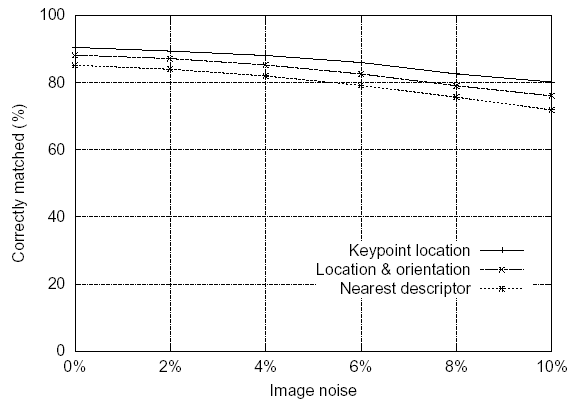 100
80
60
40
20
0
Correctly matched (%)
Keypoint location
Location & orientation
Nearest descriptor
0% 2% 4% 6% 8% 10%
Image noise